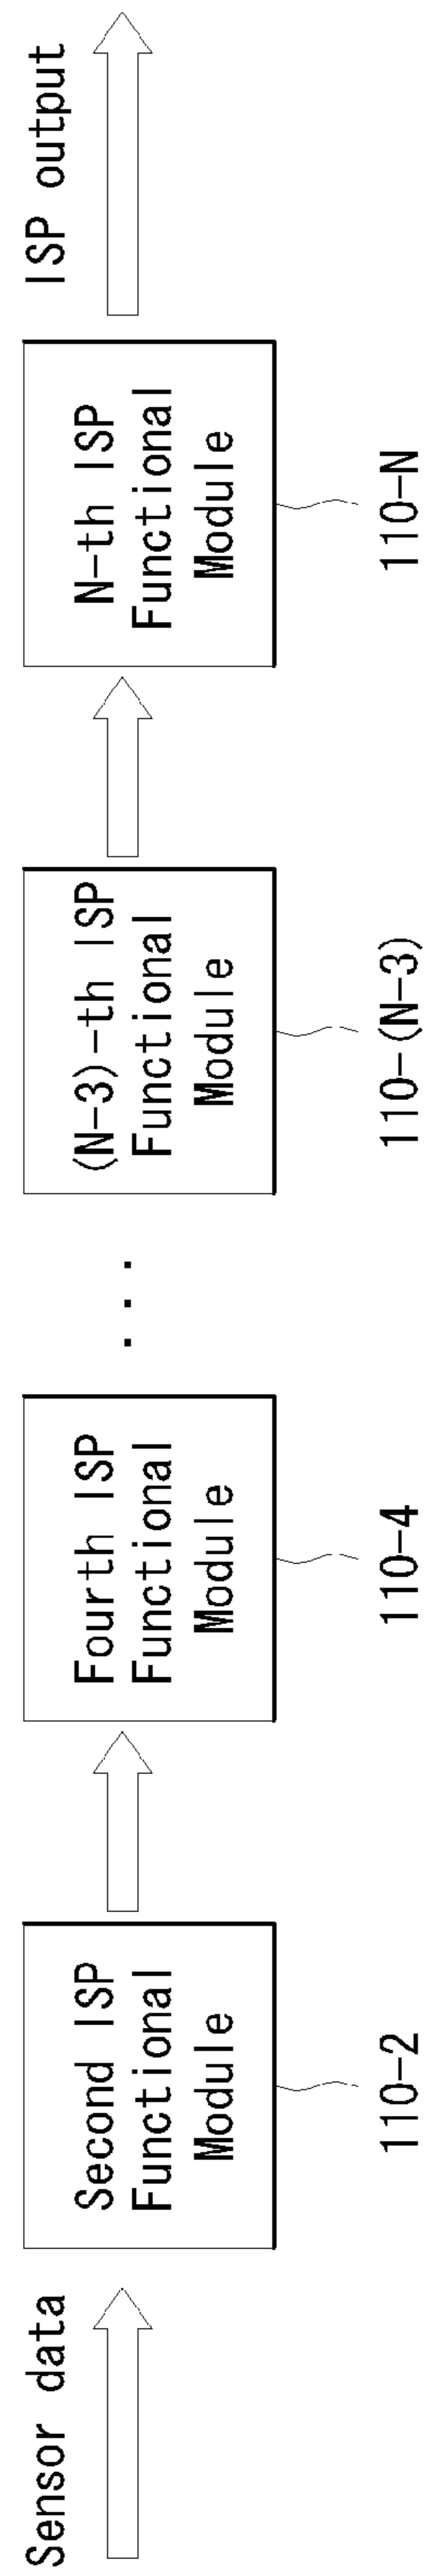 Sensor data
Second ISP
Functional
Module
110-2
Fourth ISP
Functional
Module
110-4
. . .
(N-3)-th ISP
Functional
Module
110-(N-3)
N-th ISP
Functional
Module
110-N
ISP output